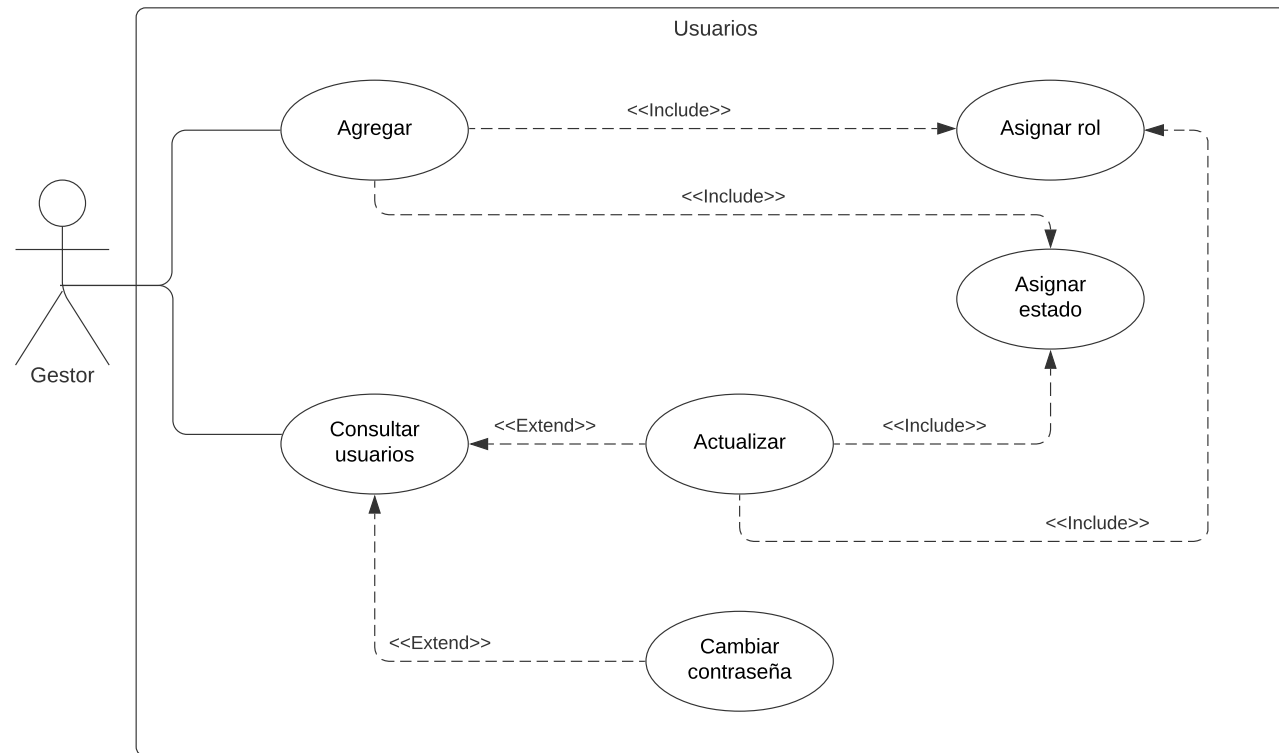 Usuarios
Agregar
<<Include>>
Asignar rol
<<Include>>
Asignar
estado
Gestor
Consultar
usuarios
<<Extend>>
Actualizar
<<Include>>
<<Include>>
<<Extend>>
Cambiar
contraseña